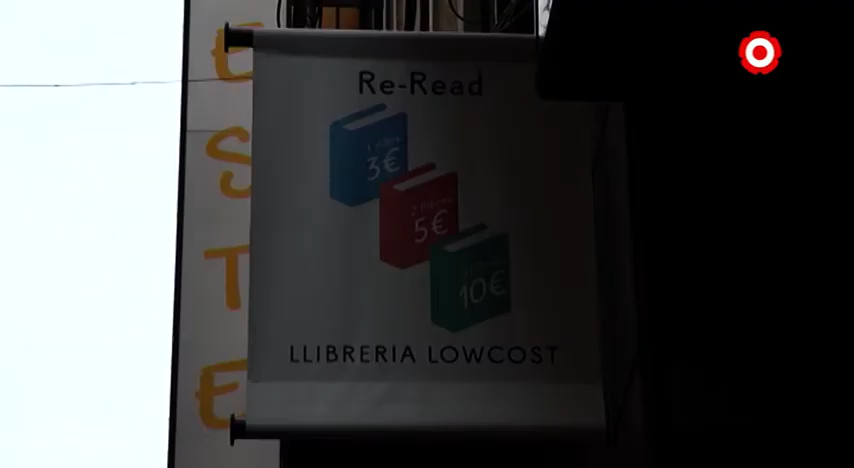 Re-Read
3€
5€
10€
LLIBRERIA LOWCOST
E
S
T
E